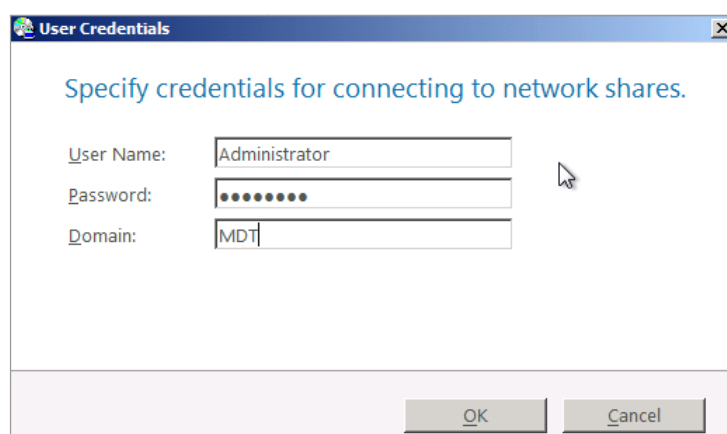 User Credentials
Specify credentials for connecting to network shares.
User Name: Administrator
Password: ●●●●●●●●
Domain: MDT
OK Cancel